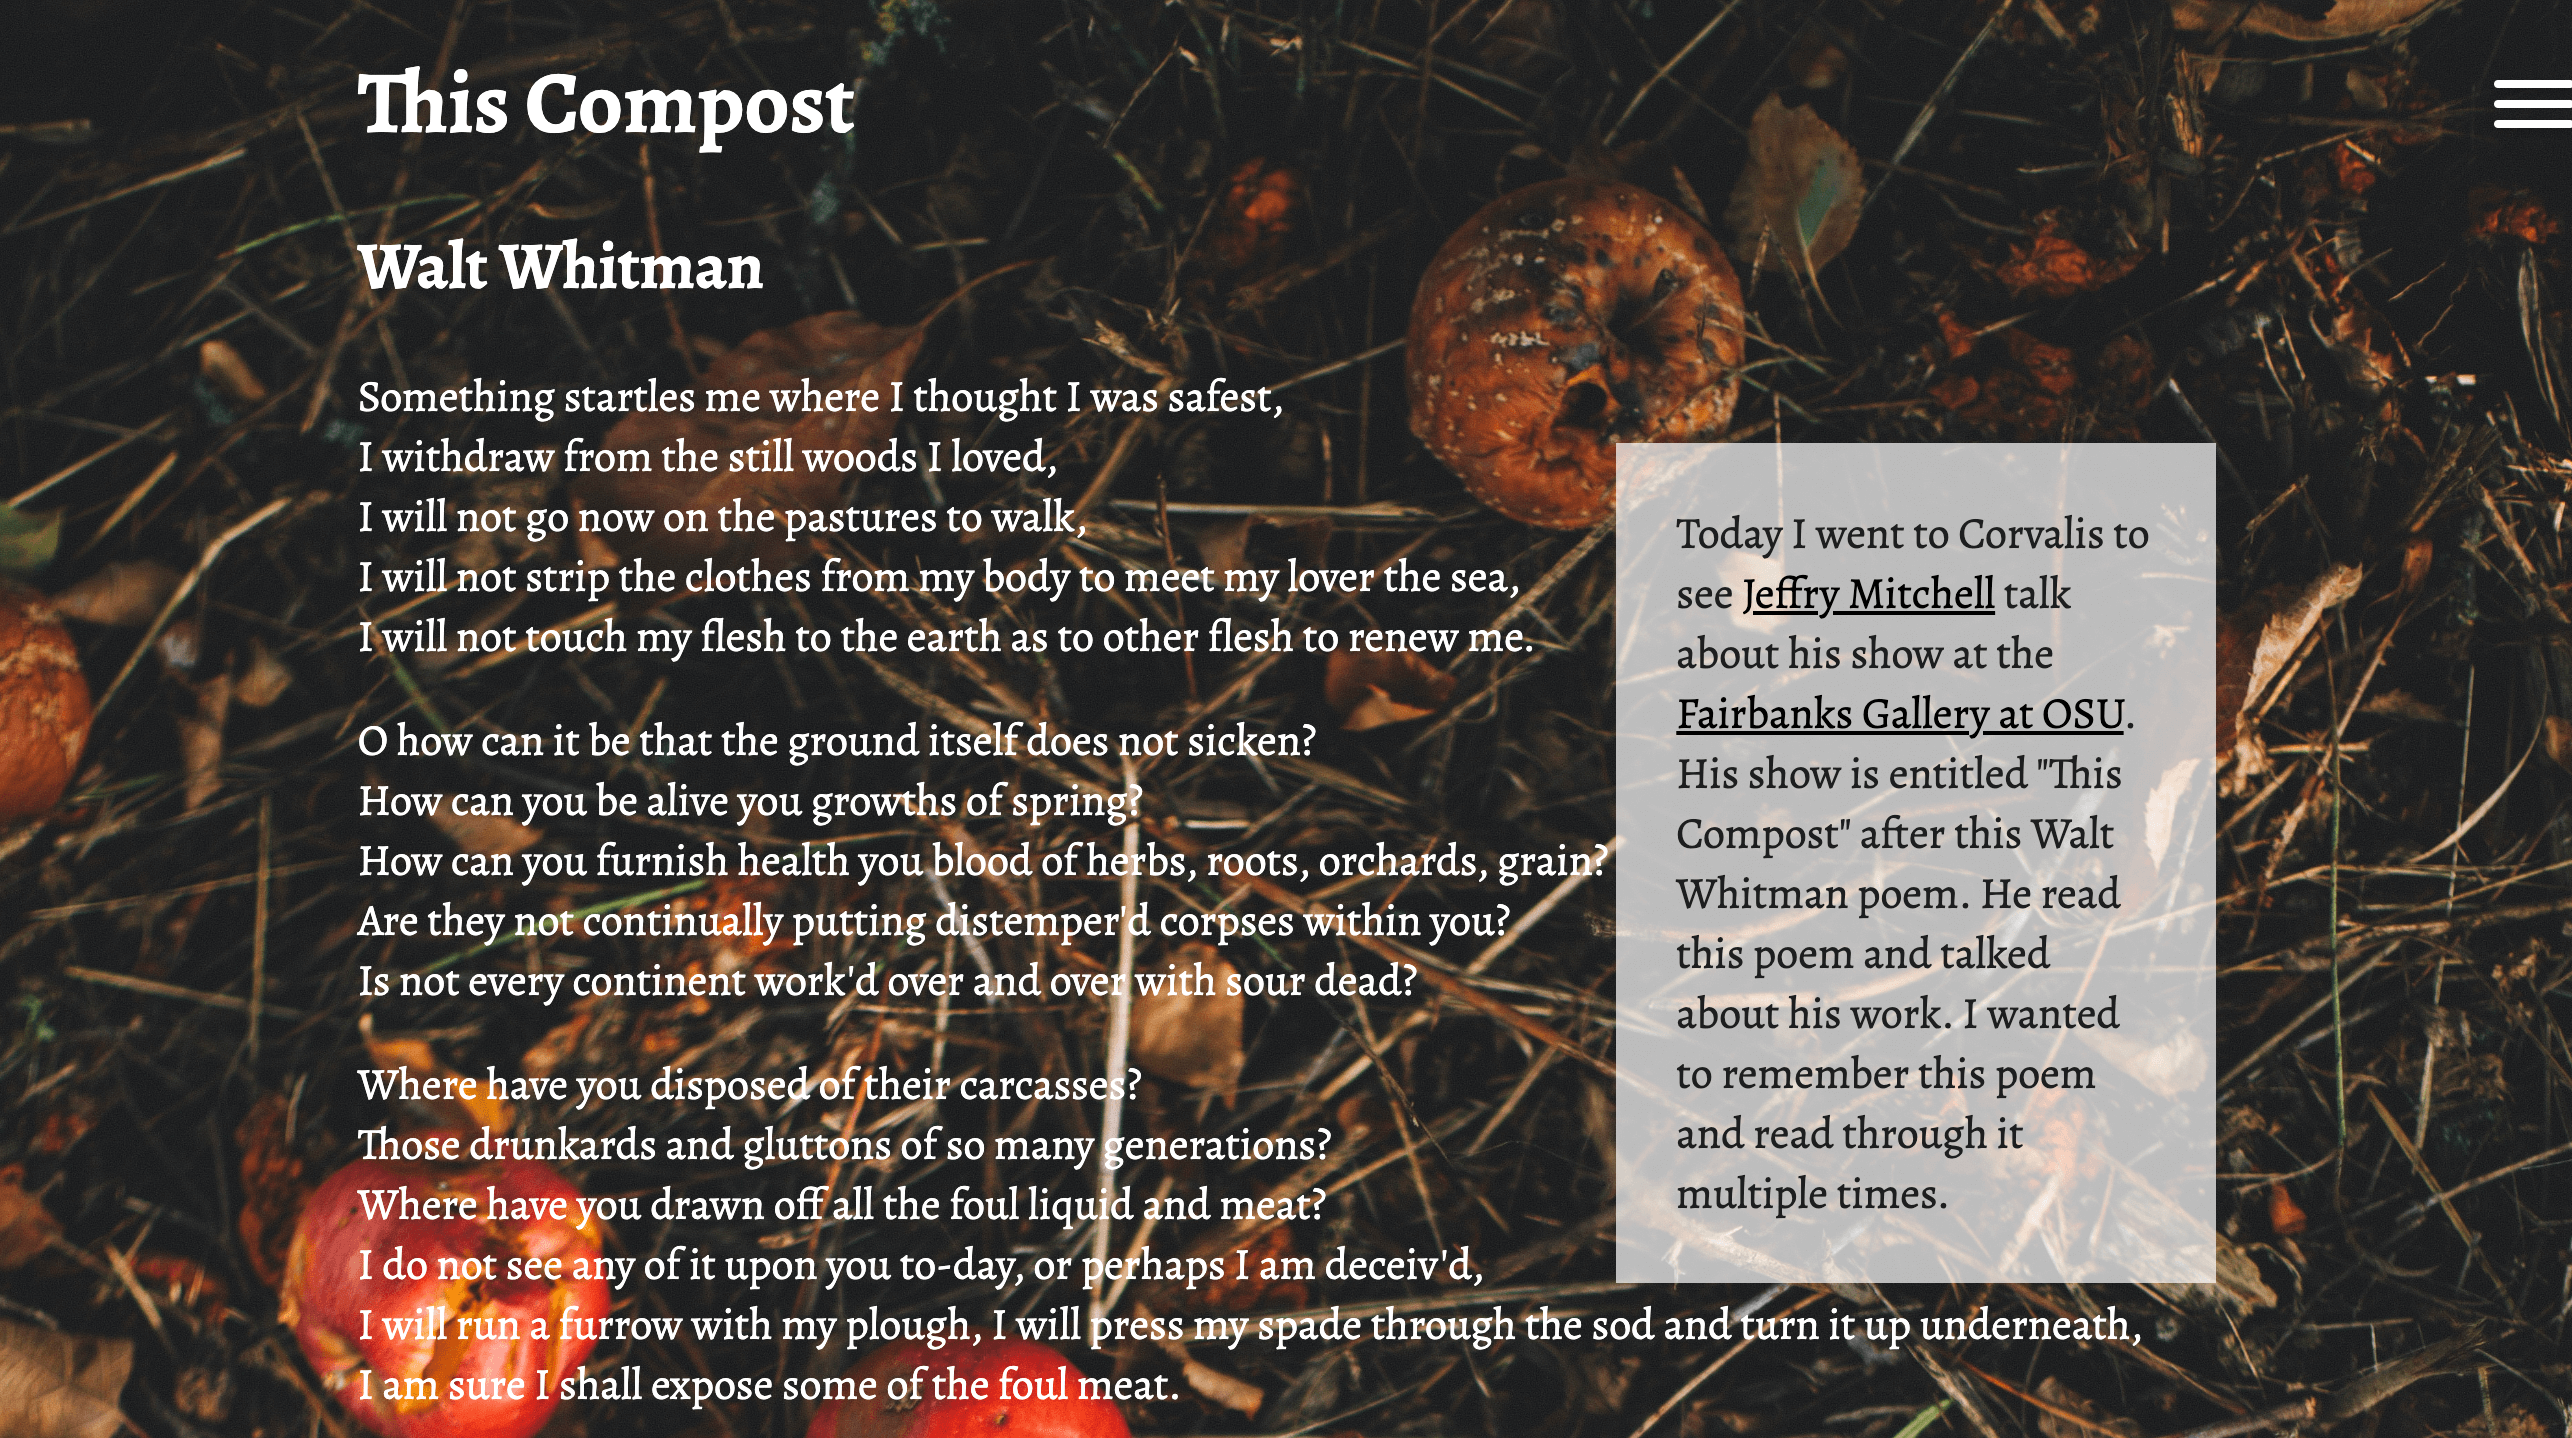 This Compost
Walt Whitman
Something startles me where I thought I was safest,
I withdraw from the still woods I loved,
I will not go now on the pastures to walk,
I will not strip the clothes from my body to meet my lover the sea,
I will not touch my flesh to the earth as to other flesh to renew me.
O how can it be that the ground itself does not sicken?
How can you be alive you growths of spring?
How can you furnish health you blood of herbs, roots, orchards, grain?
Are they not continually putting distemper'd corpses within you?
Is not every continent work'd over and over with sour dead?
Where have you disposed of their carcasses?
Those drunkards and gluttons of so many generations?
Where have you drawn off all the foul liquid and meat?
I do not see any of it upon you to-day, or perhaps I am deceiv'd,
I will run a furrow with my plough, I will press my spade through the sod and turn it up underneath,
I am sure I shall expose some of the foul meat.
Today I went to Corvalis to
see Jeffry Mitchell talk
about his show at the
Fairbanks Gallery at OSU.
His show is entitled "This
Compost" after this Walt
Whitman poem. He read
this poem and talked
about his work. I wanted
to remember this poem
and read through it
multiple times.